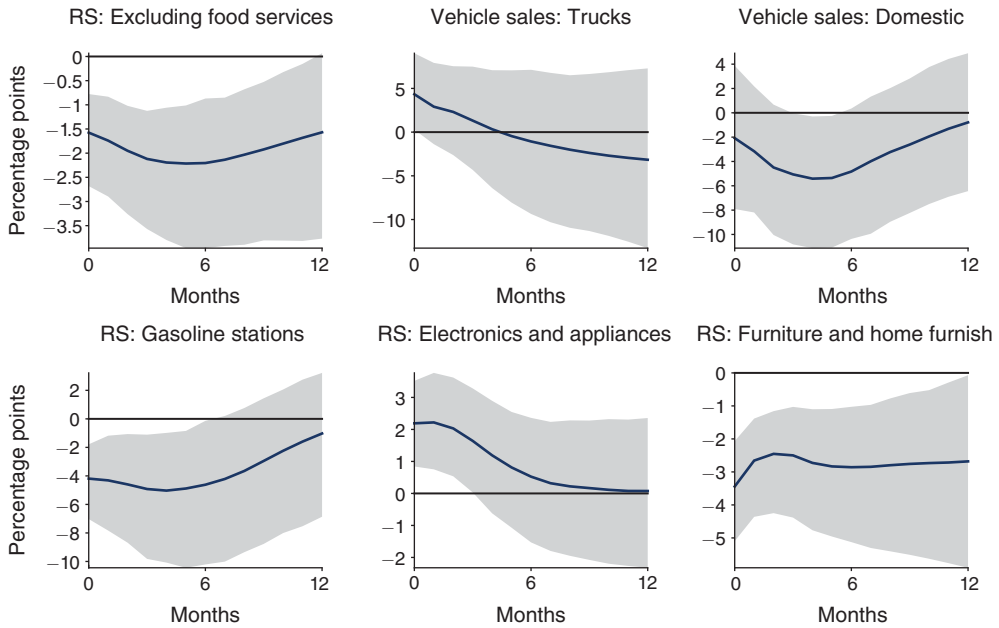 RS: Excluding food services
Vehicle sales: Trucks
Vehicle sales: Domestic
Percentage points
0
−0.5
−1
−1.5
−2
−2.5
−3
−3.5
0 6 12
Months
5
0
−5
−10
0 6 12
Months
4
2
0
−2
−4
−6
−8
−10
0 6 12
Months
RS: Gasoline stations
RS: Electronics and appliances
RS: Furniture and home furnish
Percentage points
2
0
−2
−4
−6
−8
−10
0 6 12
Months
3
2
1
0
−1
−2
0 6 12
Months
0
−1
−2
−3
−4
−5
0 6 12
Months